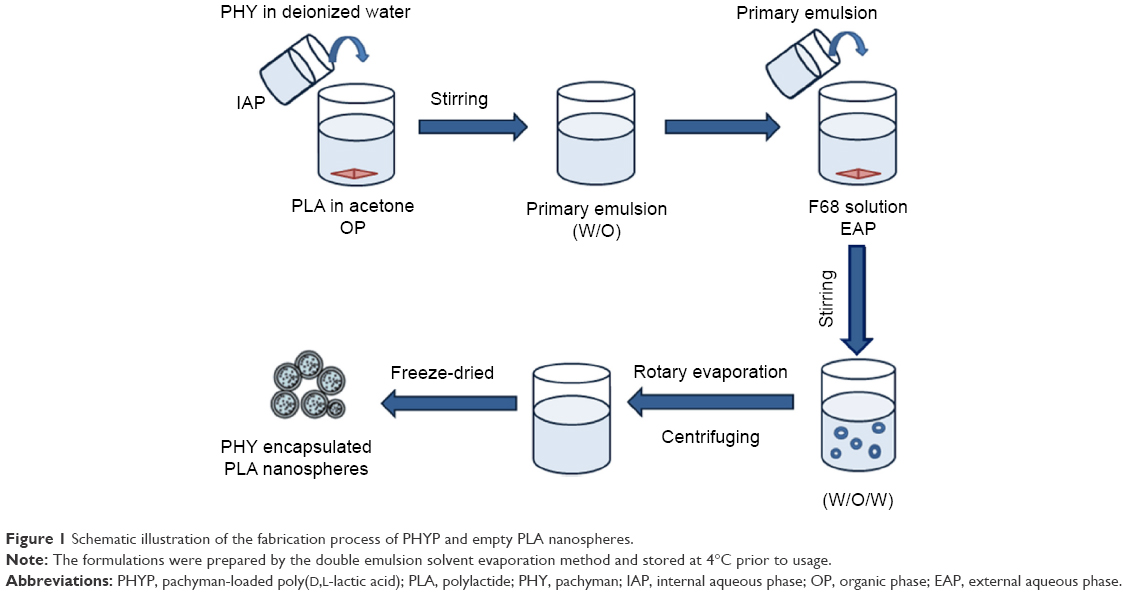 PHY in deionized water
IAP
Stirring
PLA in acetone
OP
Primary emulsion
(W/O)
Primary emulsion
F68 solution
EAP
Stirring
(W/O/W)
Rotary evaporation
Centrifuging
Freeze-dried
PHY encapsulated
PLA nanospheres
Figure 1 Schematic illustration of the fabrication process of PHYP and empty PLA nanospheres.
Note: The formulations were prepared by the double emulsion solvent evaporation method and stored at 4°C prior to usage.
Abbreviations: PHYP, pachyman-loaded poly(D,L-lactic acid); PLA, polylactide; PHY, pachyman; IAP, internal aqueous phase; OP, organic phase; EAP, external aqueous phase.